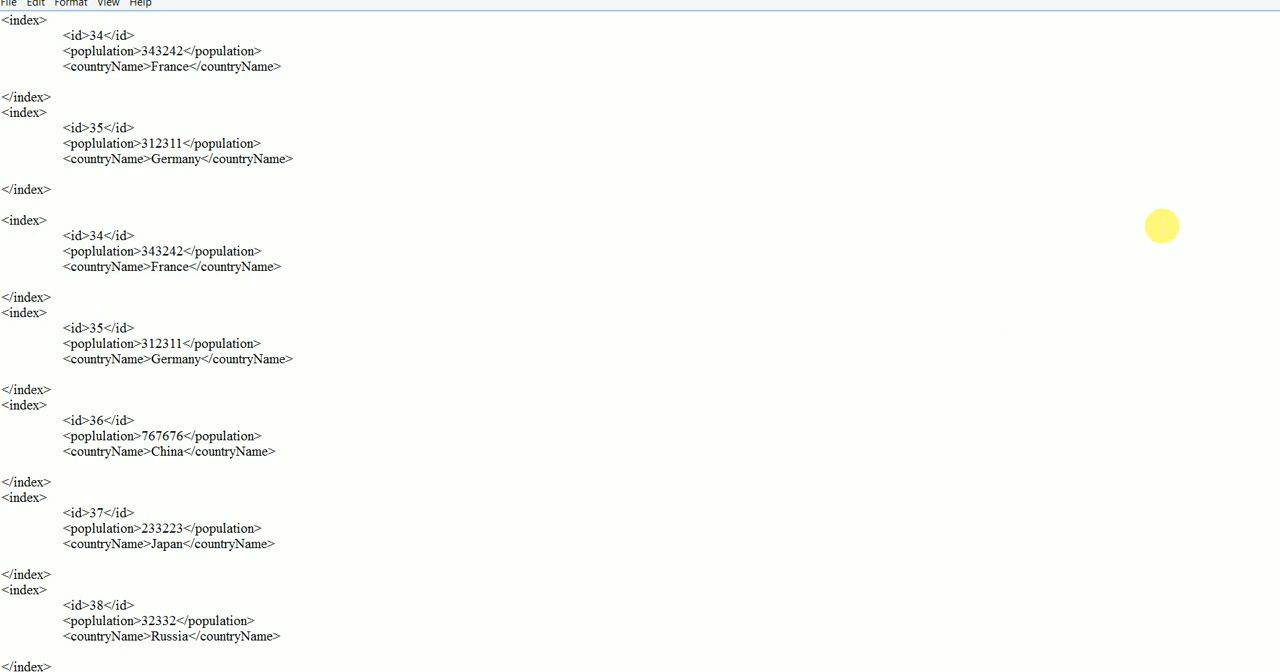 File Edit Format View Help
<index>
<id>34</id>
<poplulation>343242</population>
<countryName>France</countryName>
</index>
<index>
<id>35</id>
<poplulation>312311</population>
<countryName>Germany</countryName>
</index>
<index>
<id>34</id>
<poplulation>343242</population>
<countryName>France</countryName>
</index>
<index>
<id>35</id>
<poplulation>312311</population>
<countryName>Germany</countryName>
</index>
<index>
<id>36</id>
<poplulation>767676</population>
<countryName>China</countryName>
</index>
<index>
<id>37</id>
<poplulation>233223</population>
<countryName>Japan</countryName>
</index>
<index>
<id>38</id>
<poplulation>32332</population>
<countryName>Russia</countryName>
</index>